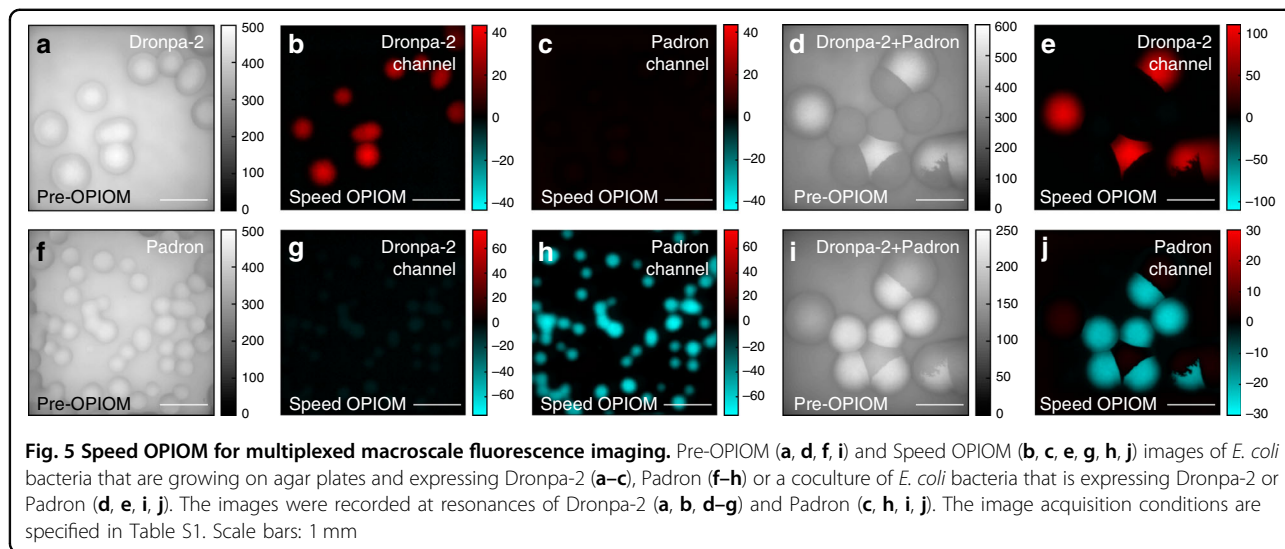 a
Dronpa-2
Pre-OPIOM
500
400
300
200
100
0
b
Dronpa-2
channel
Speed OPIOM
40
20
0
−20
−40
c
Padron
channel
Speed OPIOM
40
20
0
−20
−40
d
Dronpa-2+Padron
Pre-OPIOM
600
500
400
300
200
100
0
e
Dronpa-2
channel
Speed OPIOM
100
50
0
−50
−100
f
Padron
Pre-OPIOM
500
400
300
200
100
0
g
Dronpa-2
channel
Speed OPIOM
60
40
20
0
−20
−40
−60
h
Padron
channel
Speed OPIOM
60
40
20
0
−20
−40
−60
i
Dronpa-2+Padron
Pre-OPIOM
250
200
150
100
50
0
j
Padron
channel
Speed OPIOM
30
20
10
0
−10
−20
−30
Fig. 5 Speed OPIOM for multiplexed macroscale fluorescence imaging. Pre-OPIOM (a, d, f, i) and Speed OPIOM (b, c, e, g, h, j) images of E. coli
bacteria that are growing on agar plates and expressing Dronpa-2 (a–c), Padron (f–h) or a coculture of E. coli bacteria that is expressing Dronpa-2 or
Padron (d, e, i, j). The images were recorded at resonances of Dronpa-2 (a, b, d–g) and Padron (c, h, i, j). The image acquisition conditions are
specified in Table S1. Scale bars: 1 mm